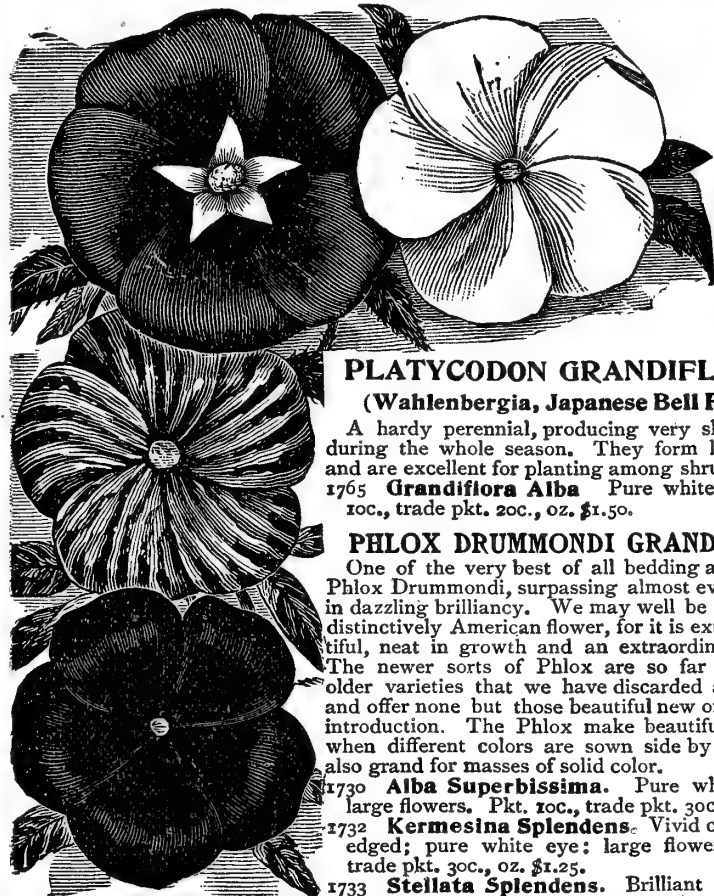 PLATYCODON GRANDIFL
(Wahlenbergia, Japanese Bell F
A hardy perennial, producing very sl
during the whole season. They form l
and are excellent for planting among shru
1765 Grandiflora Alba Pure white
10c., trade pkt. 20c., oz. $1.50.
PHLOX DRUMMONDI GRAND
One of the very best of all bedding a
Phlox Drummondi, surpassing almost ev
in dazzling brilliancy. We may well be
distinctively American flower, for it is ex
tiful, neat in growth and an extraordin
The newer sorts of Phlox are so far
older varieties that we have discarded
and offer none but those beautiful new o
introduction. The Phlox make beautifu
when different colors are sown side by
also grand for masses of solid color.
1730 Alba Superbissima. Pure wh
large flowers. Pkt. 10c., trade pkt. 30c
1732 Kermesina Splendens. Vivid c
edged; pure white eye: large flowe
trade pkt. 30c., oz. $1.25.
1733 Stellata Splendens. Brilliant